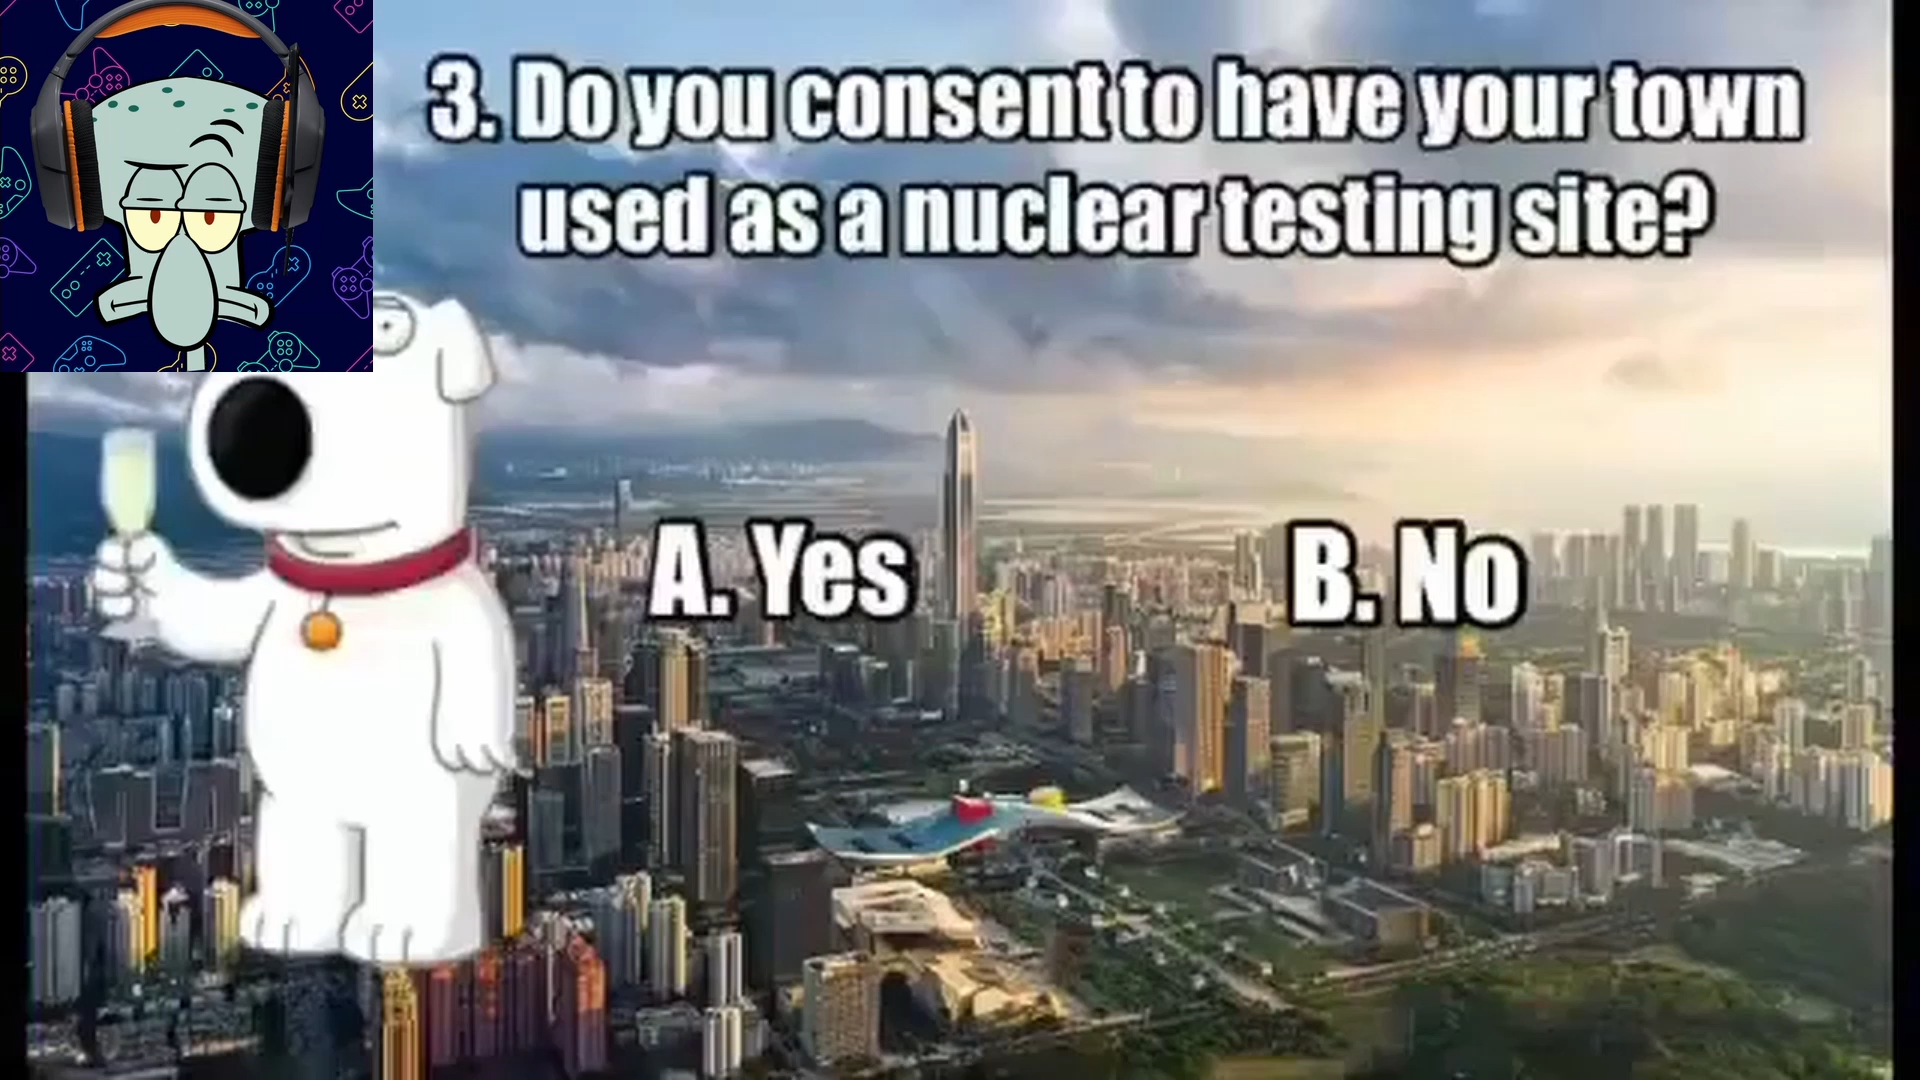 3. Do you consent to have your town
used as a nuclear testing site?
A. Yes
B. No